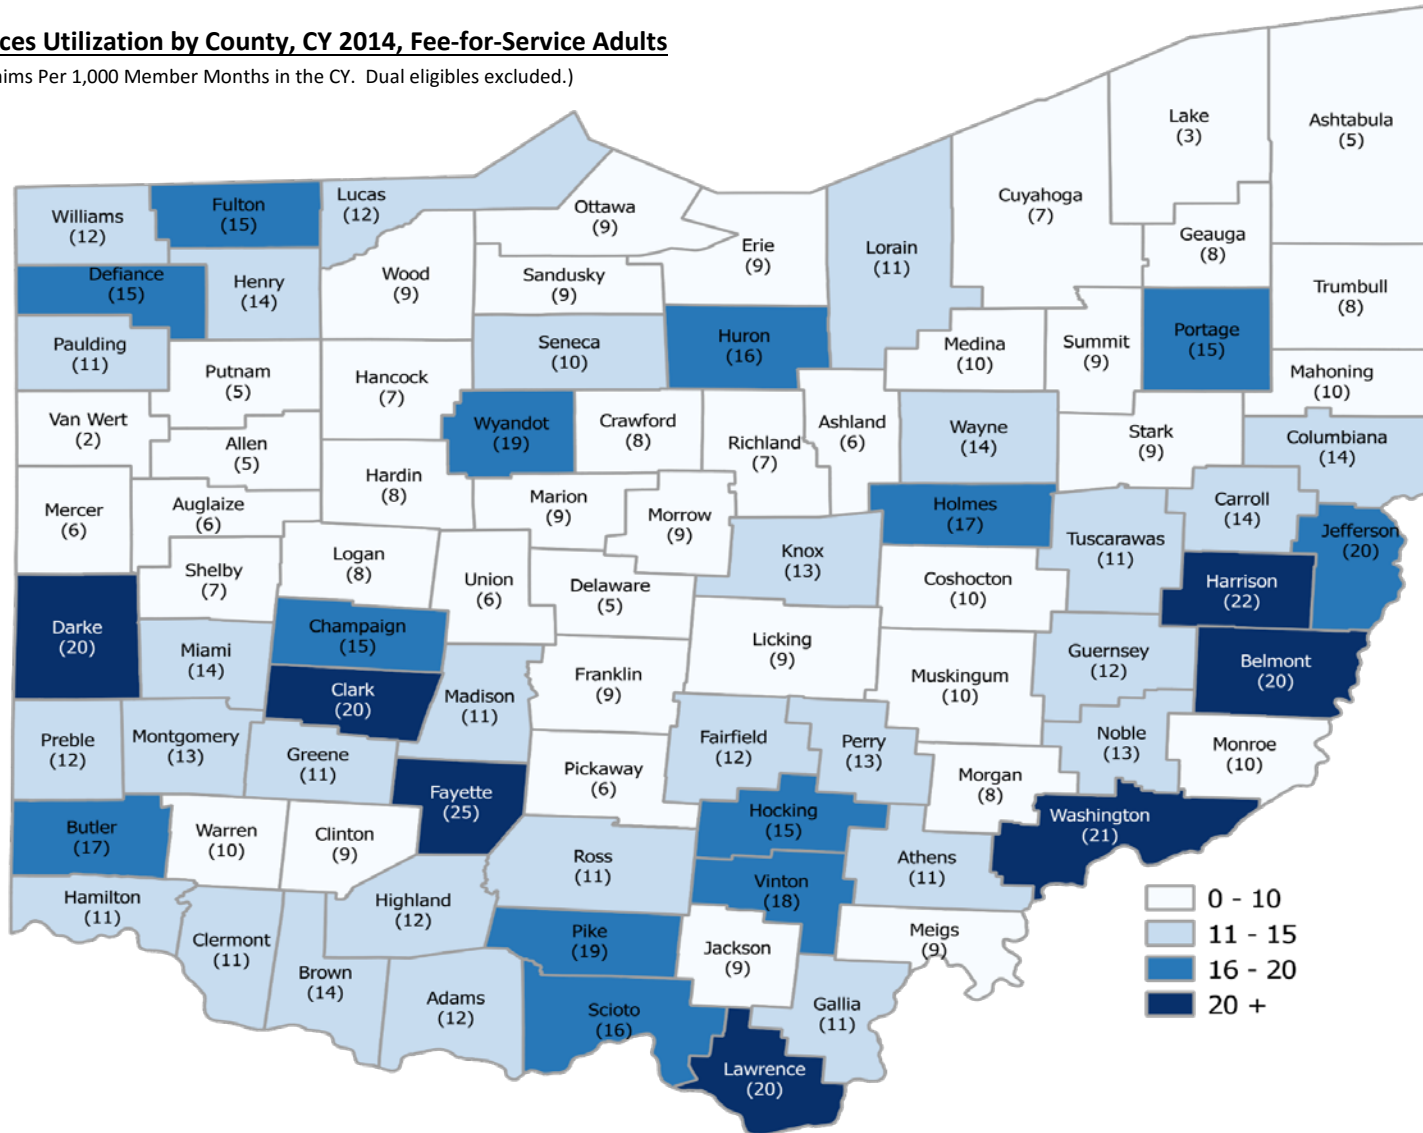 ces Utilization by County, CY 2014, Fee-for-Service Adults
aims Per 1,000 Member Months in the CY.  Dual eligibles excluded.)
Lake
(3)
Ashtabula
(5)
Cuyahoga
(7)
Geauga
(8)
Williams
(12)
Fulton
(15)
Lucas
(12)
Ottawa
(9)
Erie
(9)
Lorain
(11)
Defiance
(15)
Henry
(14)
Wood
(9)
Sandusky
(9)
Trumbull
(8)
Paulding
(11)
Seneca
(10)
Huron
(16)
Medina
(10)
Summit
(9)
Portage
(15)
Putnam
(5)
Hancock
(7)
Mahoning
(10)
Van Wert
(2)
Allen
(5)
Wyandot
(19)
Crawford
(8)
Richland
(7)
Ashland
(6)
Wayne
(14)
Stark
(9)
Columbiana
(14)
Mercer
(6)
Auglaize
(6)
Hardin
(8)
Marion
(9)
Morrow
(9)
Holmes
(17)
Carroll
(14)
Jefferson
(20)
Shelby
(7)
Logan
(8)
Union
(6)
Delaware
(5)
Knox
(13)
Coshocton
(10)
Tuscarawas
(11)
Harrison
(22)
Darke
(20)
Miami
(14)
Champaign
(15)
Licking
(9)
Guernsey
(12)
Belmont
(20)
Clark
(20)
Madison
(11)
Franklin
(9)
Muskingum
(10)
Preble
(12)
Montgomery
(13)
Greene
(11)
Fairfield
(12)
Perry
(13)
Noble
(13)
Monroe
(10)
Fayette
(25)
Pickaway
(6)
Morgan
(8)
Butler
(17)
Warren
(10)
Clinton
(9)
Hocking
(15)
Washington
(21)
Ross
(11)
Athens
(11)
Hamilton
(11)
Highland
(12)
Vinton
(18)
Clermont
(11)
Pike
(19)
Jackson
(9)
Meigs
(9)
Brown
(14)
Adams
(12)
Scioto
(16)
Gallia
(11)
Lawrence
(20)
0 - 10
11 - 15
16 - 20
20 +